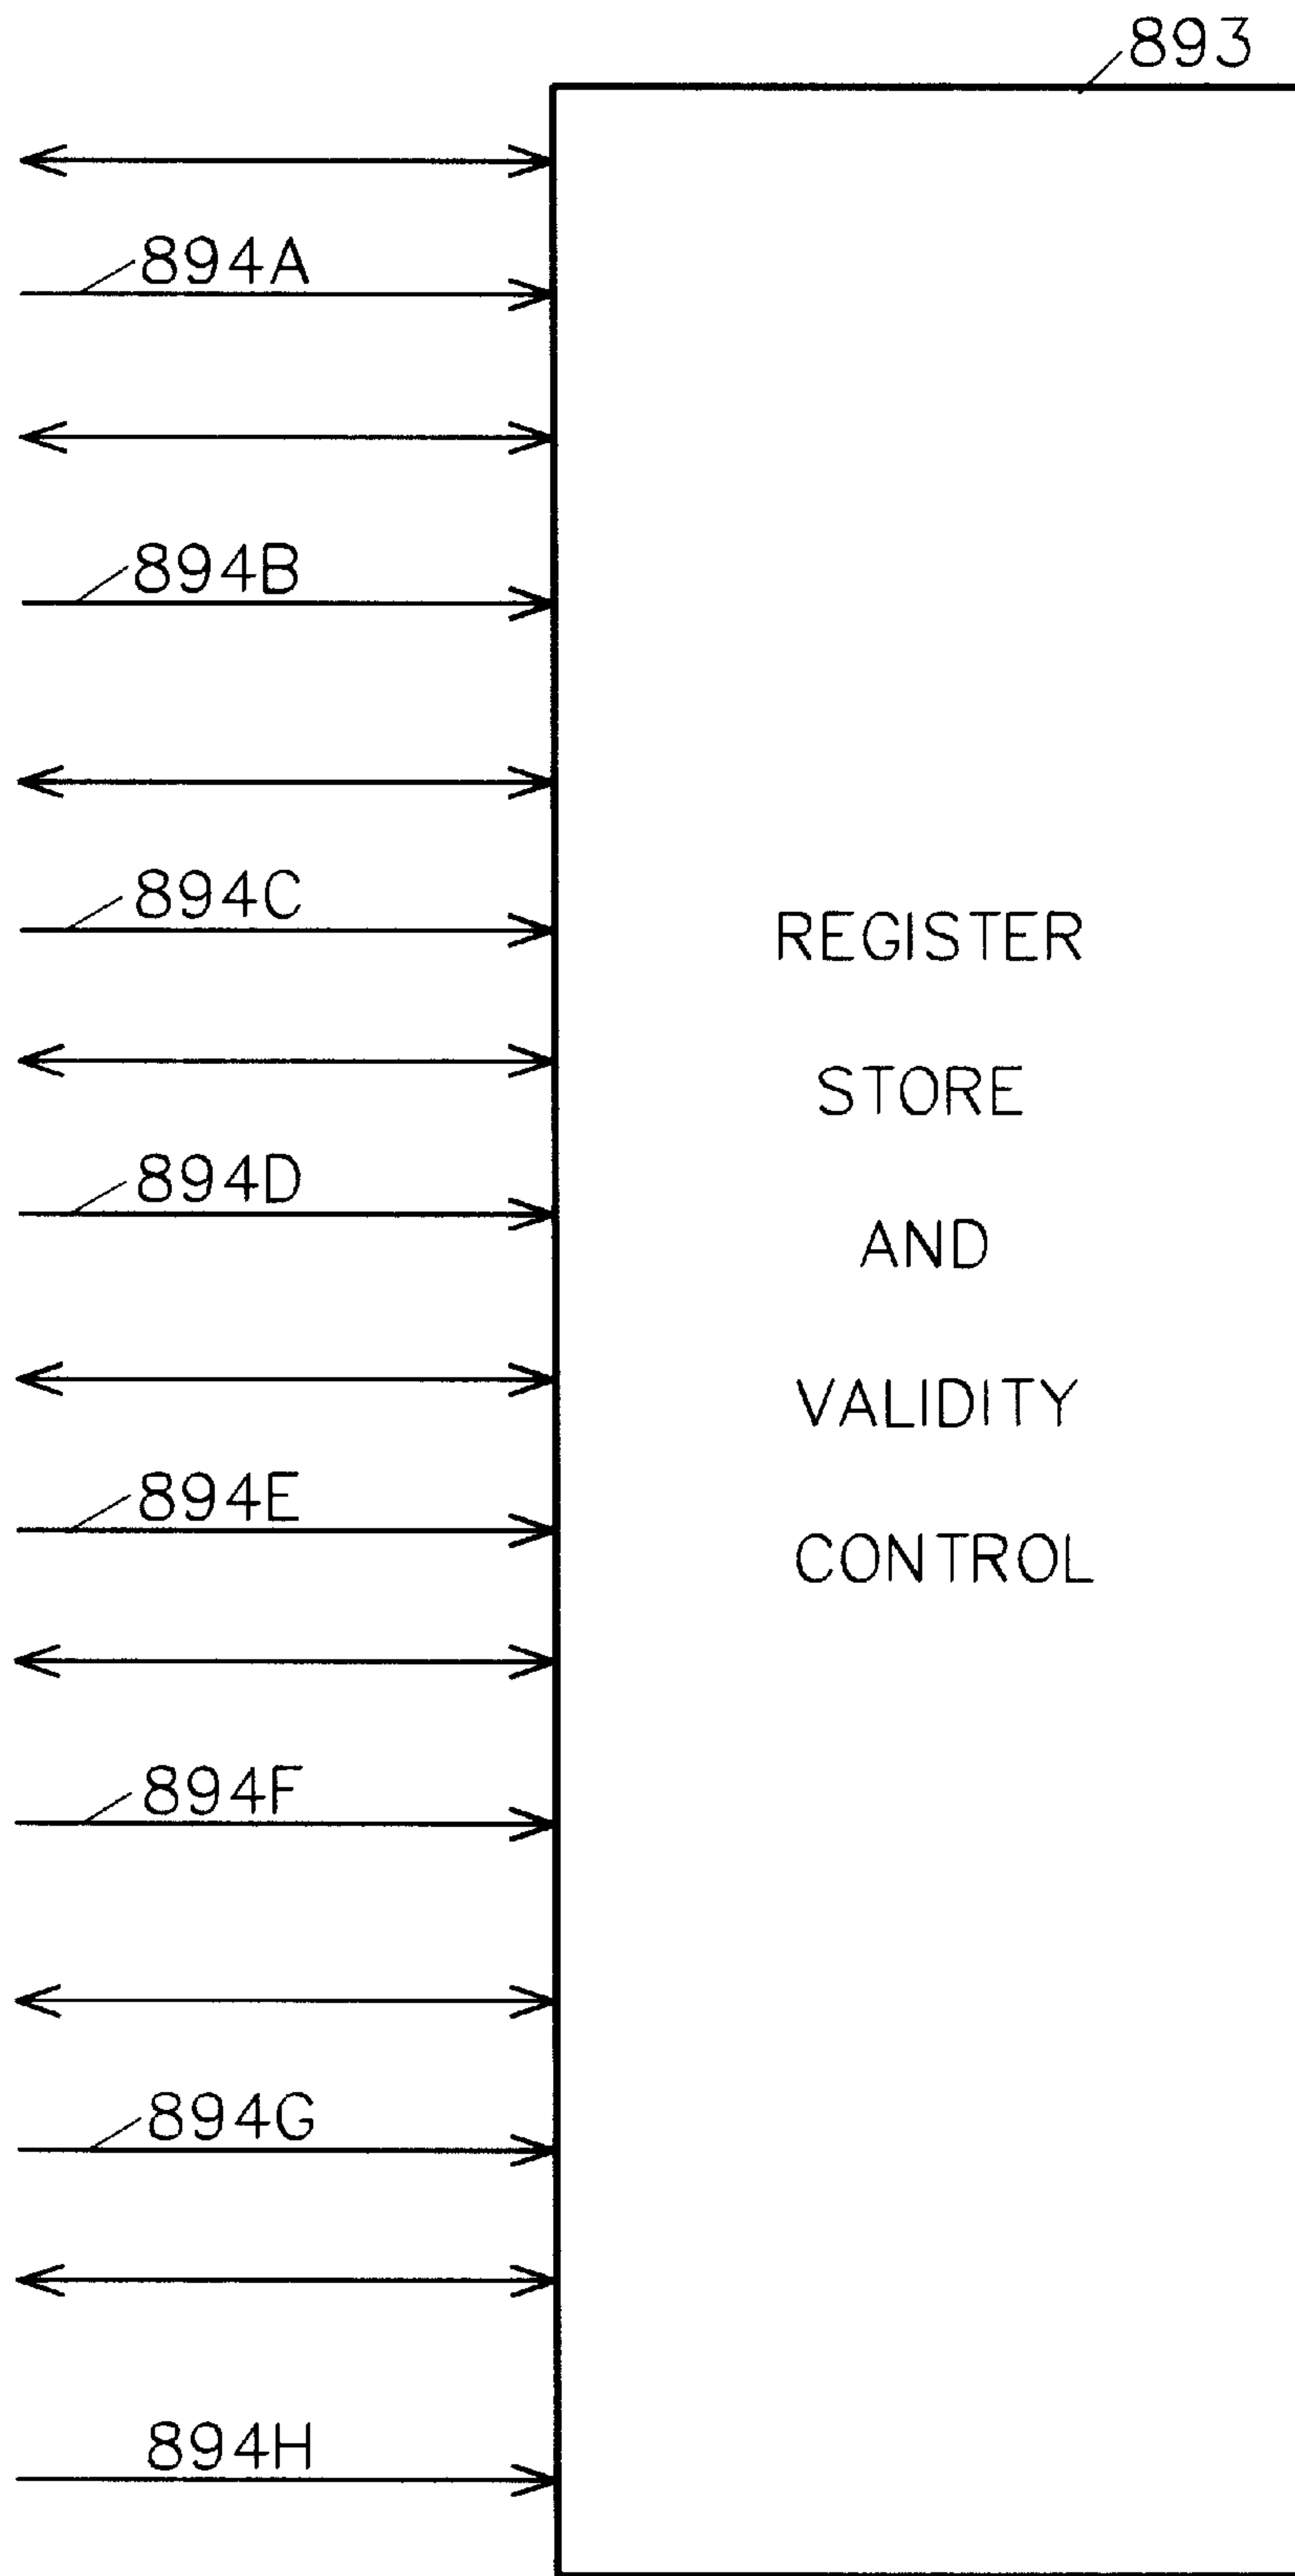 893
894A
894B
894C
REGISTER
STORE
894D
AND
VALIDITY
894E
CONTROL
894F
894G
894H